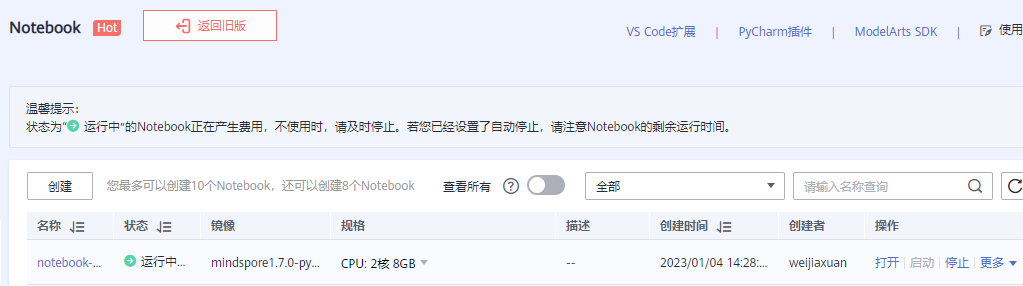 Notebook Hot 返回旧版 VS Code扩展 | PyCharm插件 | ModelArts SDK | 使用
温馨提示：
状态为“运行中”的Notebook正在产生费用，不使用时，请及时停止。若您已经设置了自动停止，请注意Notebook的剩余运行时间。
创建 您最多可以创建10个Notebook，还可以创建8个Notebook 查看所有 ? 全部 请输入名称查询
名称 状态 镜像 规格 描述 创建时间 创建者 操作
notebook-... 运行中... mindspore1.7.0-py... CPU: 2核 8GB -- 2023/01/04 14:28:... weijiaxuan 打开 | 启动 | 停止 | 更多